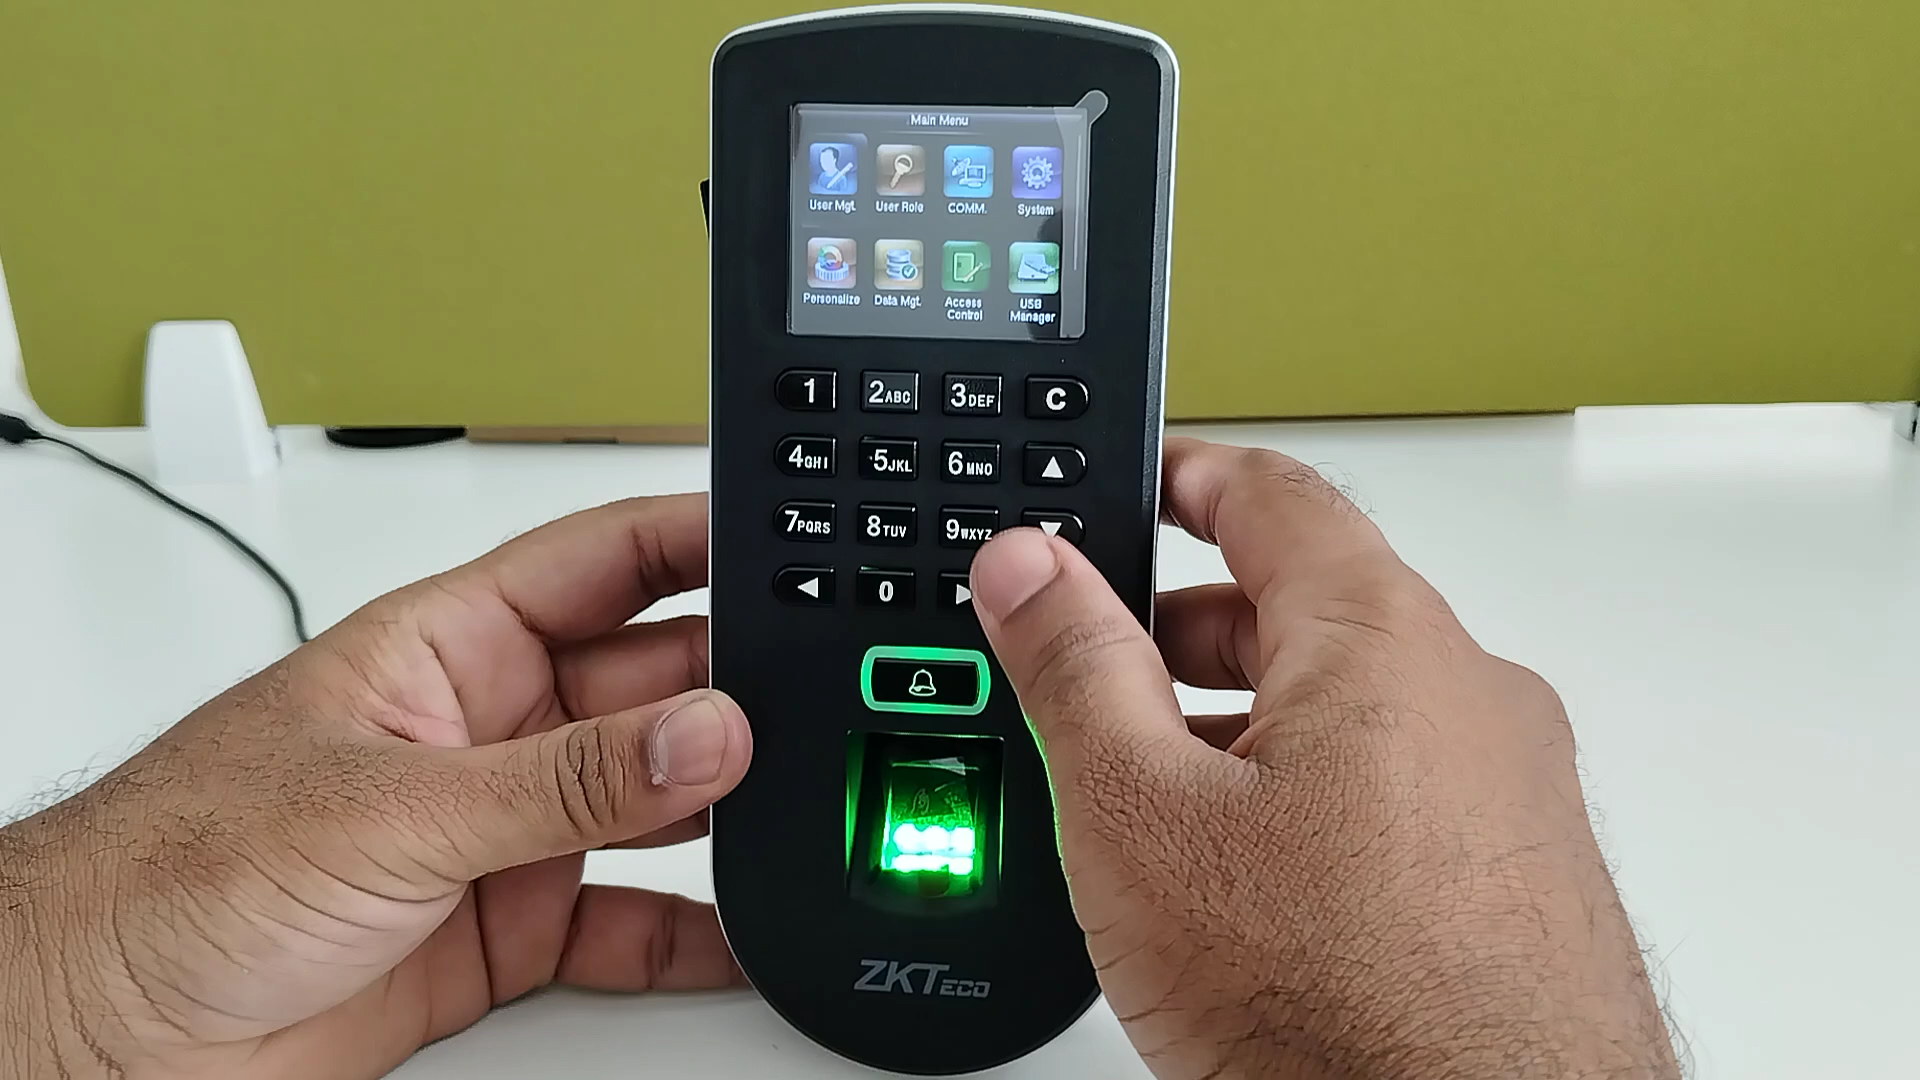 Main Menu
User Mgt. User Role COMM. System
Personalize Data Mgt. Access Control USB Manager
1 2ABC 3DEF C
4GHI 5JKL 6MNO
7PQRS 8TUV 9WXYZ
0
ZKTECO